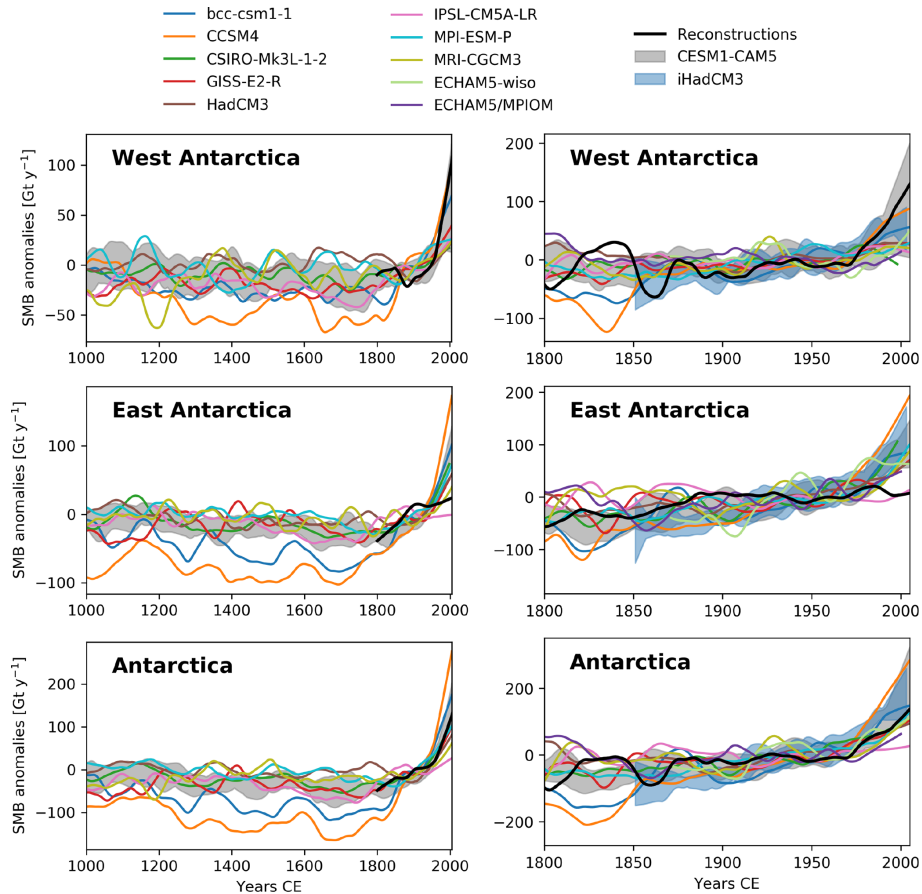 bcc-csm1-1
CCSM4
CSIRO-Mk3L-1-2
GISS-E2-R
HadCM3
IPSL-CM5A-LR
MPI-ESM-P
MRI-CGCM3
ECHAM5-wiso
ECHAM5/MPIOM
Reconstructions
CESM1-CAM5
iHadCM3
West Antarctica
SMB anomalies [Gt y⁻¹]
100
50
0
−50
1000 1200 1400 1600 1800 2000
West Antarctica
200
100
0
−100
1800 1850 1900 1950 2000
East Antarctica
SMB anomalies [Gt y⁻¹]
100
0
−100
1000 1200 1400 1600 1800 2000
East Antarctica
200
100
0
−100
1800 1850 1900 1950 2000
Antarctica
SMB anomalies [Gt y⁻¹]
200
100
0
−100
1000 1200 1400 1600 1800 2000
Years CE
Antarctica
200
0
−200
1800 1850 1900 1950 2000
Years CE